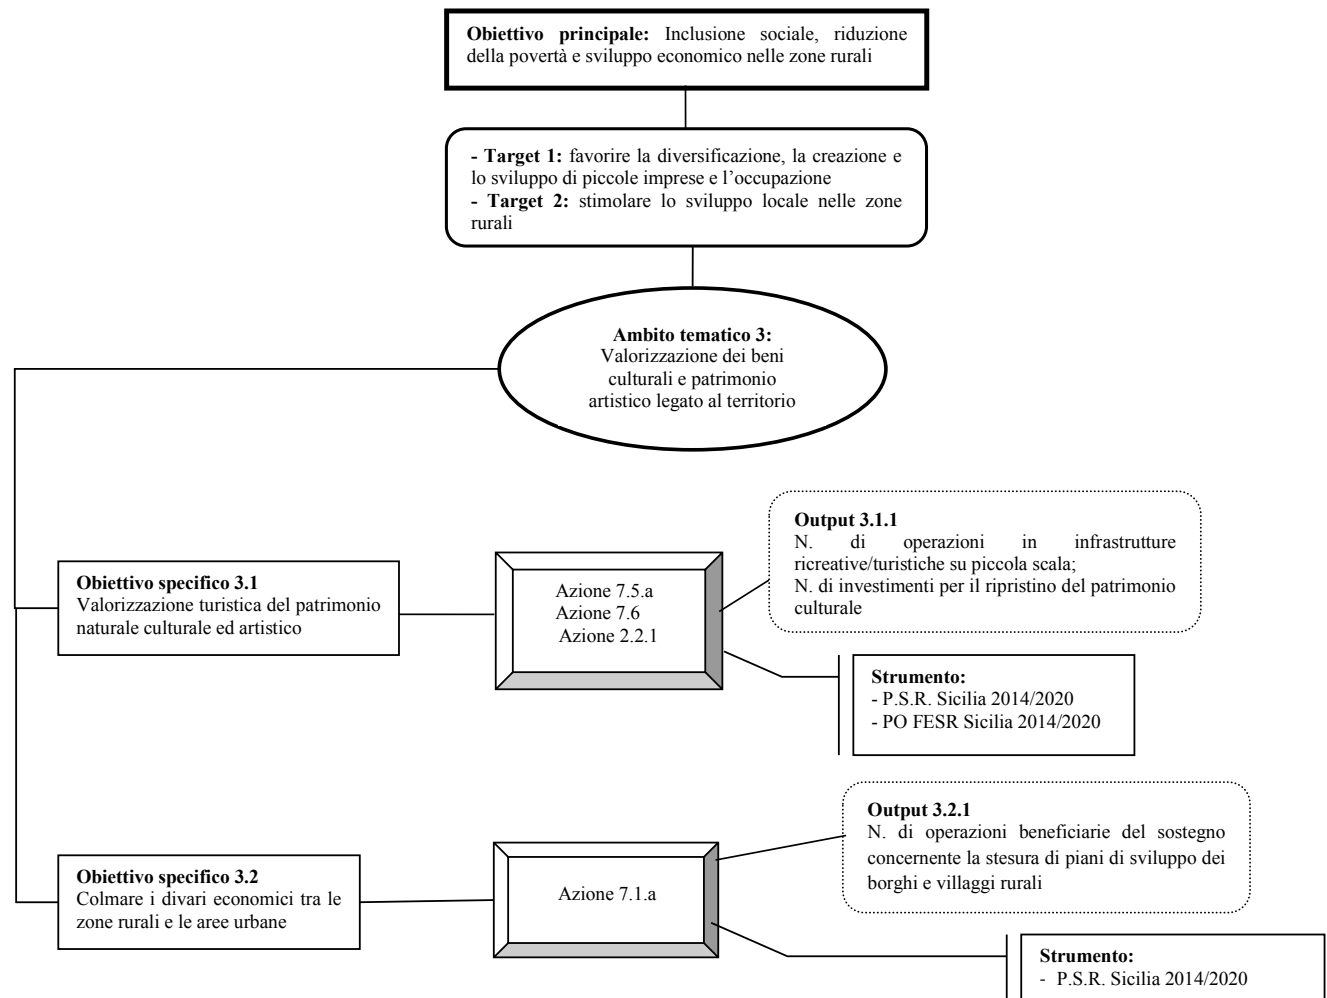 Obiettivo principale: Inclusione sociale, riduzione
della povertà e sviluppo economico nelle zone rurali
- Target 1: favorire la diversificazione, la creazione e
lo sviluppo di piccole imprese e l’occupazione
- Target 2: stimolare lo sviluppo locale nelle zone
rurali
Ambito tematico 3:
Valorizzazione dei beni
culturali e patrimonio
artistico legato al territorio
Obiettivo specifico 3.1
Valorizzazione turistica del patrimonio
naturale culturale ed artistico
Azione 7.5.a
Azione 7.6
Azione 2.2.1
Output 3.1.1
N. di operazioni in infrastrutture
ricreative/turistiche su piccola scala;
N. di investimenti per il ripristino del patrimonio
culturale
Strumento:
- P.S.R. Sicilia 2014/2020
- PO FESR Sicilia 2014/2020
Obiettivo specifico 3.2
Colmare i divari economici tra le
zone rurali e le aree urbane
Azione 7.1.a
Output 3.2.1
N. di operazioni beneficiarie del sostegno
concernente la stesura di piani di sviluppo dei
borghi e villaggi rurali
Strumento:
- P.S.R. Sicilia 2014/2020